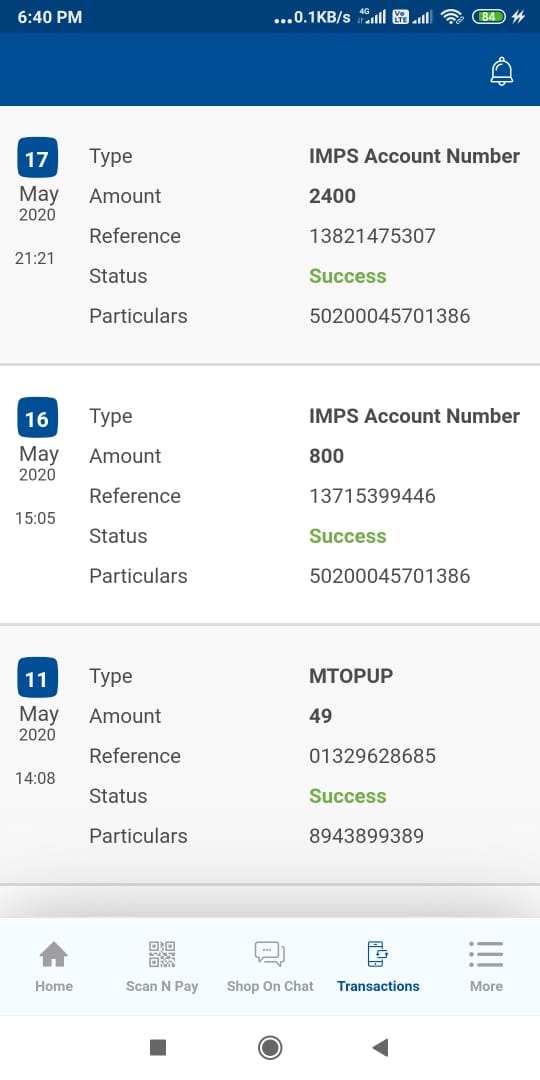 6:40 PM ...0.1KB/s 4G Vo LTE 84
17 Type IMPS Account Number
May Amount 2400
2020 Reference 13821475307
21:21 Status Success
Particulars 50200045701386
16 Type IMPS Account Number
May Amount 800
2020 Reference 13715399446
15:05 Status Success
Particulars 50200045701386
11 Type MTOPUP
May Amount 49
2020 Reference 01329628685
14:08 Status Success
Particulars 8943899389
Home Scan N Pay Shop On Chat Transactions More